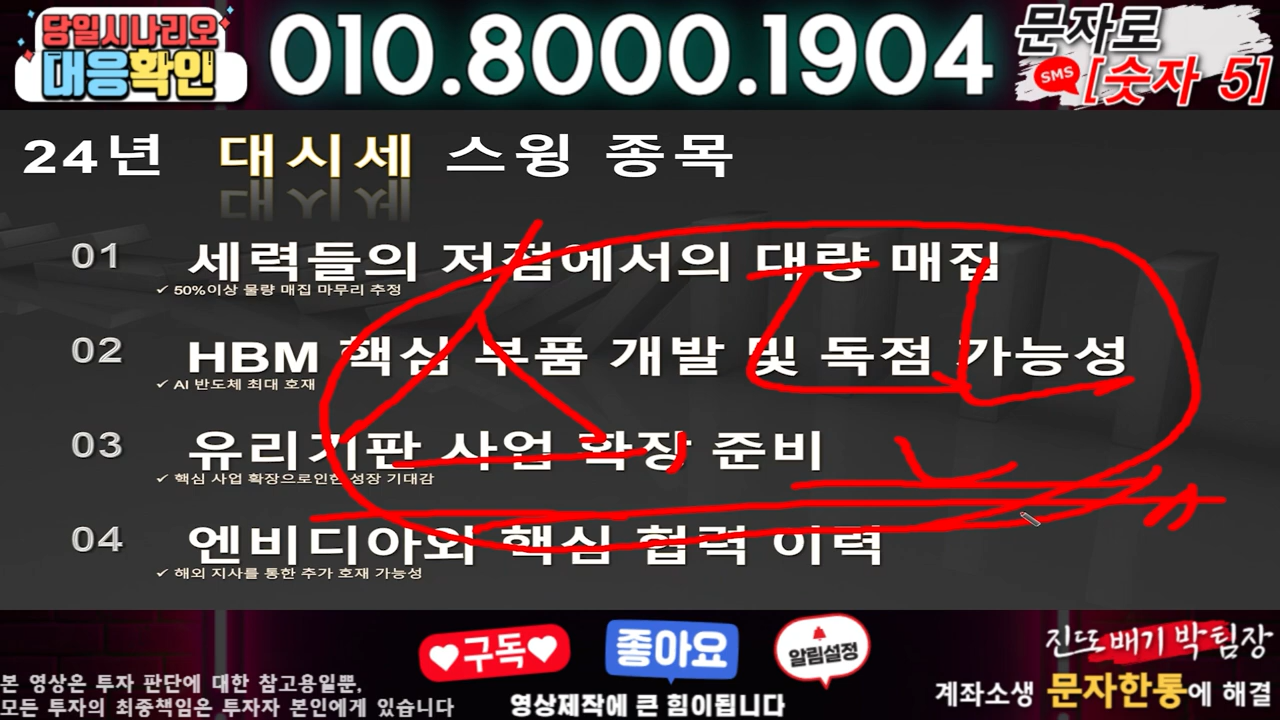 당일시나리오
대응확인
010.8000.1904
문자로
SMS [숫자 5]
24년 대시세 스윙 종목
01 세력들의 저점에서의 대량 매집
✓ 50%이상 물량 매집 마무리 추정
02 HBM 핵심 부품 개발 및 독점 가능성
✓ AI 반도체 최대 호재
03 유리기판 사업 확장 준비
✓ 핵심 사업 확장으로인한 성장 기대감
04 엔비디아와 핵심 협력 이력
✓ 해외 지사를 통한 추가 호재 가능성
구독
좋아요
알림설정
영상제작에 큰 힘이됩니다
본 영상은 투자 판단에 대한 참고용일뿐,
모든 투자의 최종책임은 투자자 본인에게 있습니다
진또배기 박팀장
계좌소생 문자한통에 해결